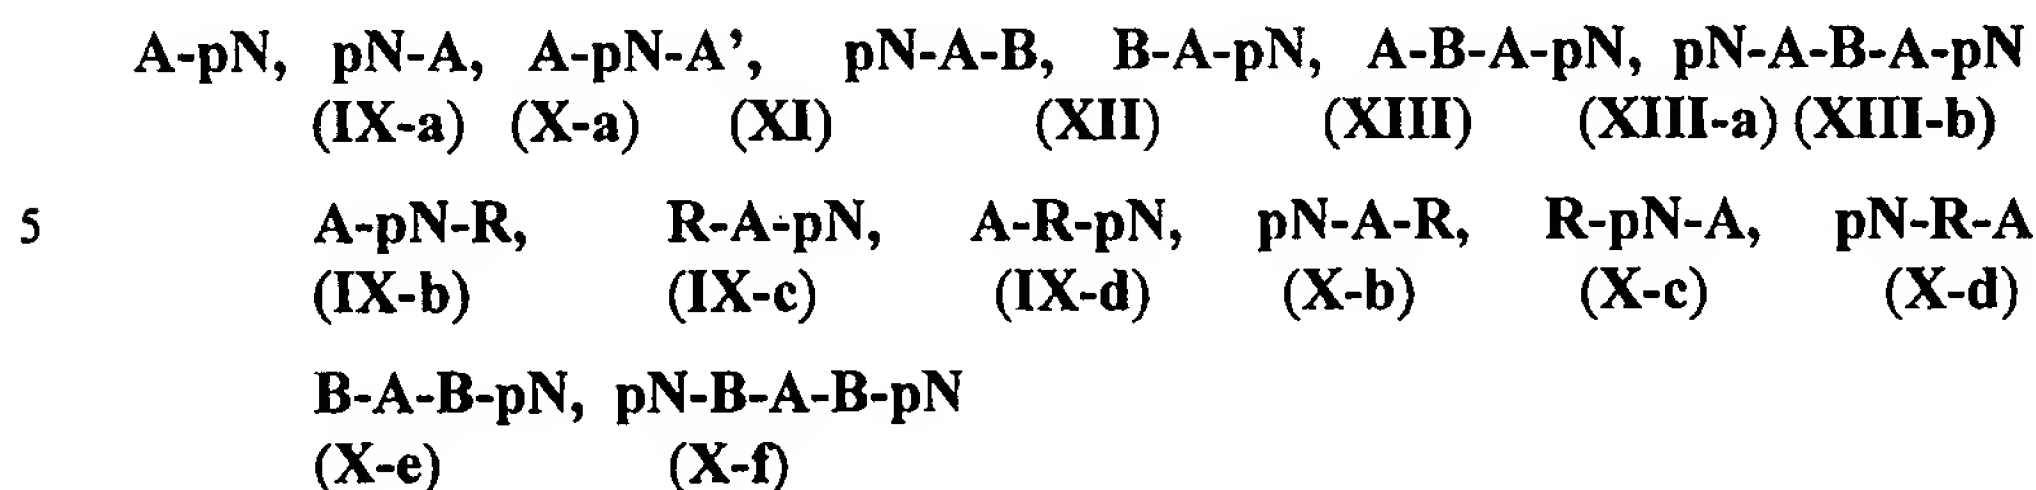 A-pN, pN-A, A-pN-A’, pN-A-B, B-A-pN, A-B-A-pN, pN-A-B-A-pN
(IX-a) (X-a) (XI) (XII) (XIII) (XIII-a) (XIII-b)
5 A-pN-R, R-A-pN, A-R-pN, pN-A-R, R-pN-A, pN-R-A
(IX-b) (IX-c) (IX-d) (X-b) (X-c) (X-d)
B-A-B-pN, pN-B-A-B-pN
(X-e) (X-f)